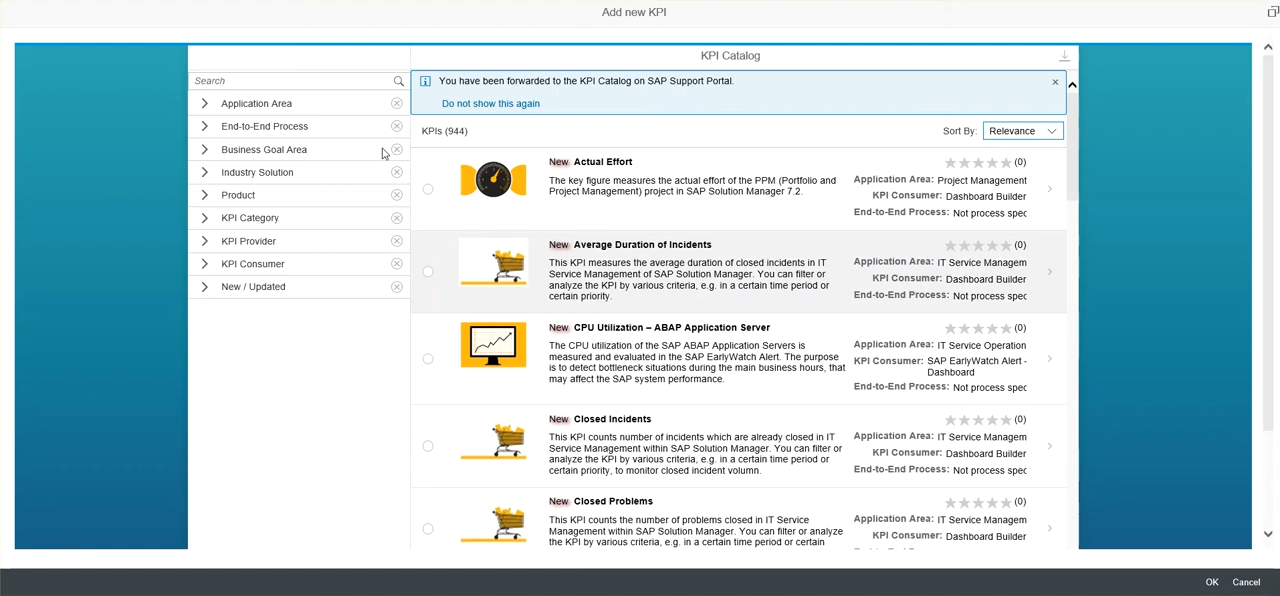 Add new KPI
KPI Catalog
Search
Application Area
End-to-End Process
Business Goal Area
Industry Solution
Product
KPI Category
KPI Provider
KPI Consumer
New / Updated
You have been forwarded to the KPI Catalog on SAP Support Portal.
Do not show this again
KPIs (944)
Sort By: Relevance
New Actual Effort
The key figure measures the actual effort of the PPM (Portfolio and
Project Management) project in SAP Solution Manager 7.2.
(0)
Application Area: Project Management
KPI Consumer: Dashboard Builder
End-to-End Process: Not process spec
New Average Duration of Incidents
This KPI measures the average duration of closed incidents in IT
Service Management of SAP Solution Manager. You can filter or
analyze the KPI by various criteria, e.g. in a certain time period or
certain priority.
(0)
Application Area: IT Service Managem
KPI Consumer: Dashboard Builder
End-to-End Process: Not process spec
New CPU Utilization – ABAP Application Server
The CPU utilization of the SAP ABAP Application Servers is
measured and evaluated in the SAP EarlyWatch Alert. The purpose
is to detect bottleneck situations during the main business hours, that
may affect the SAP system performance.
(0)
Application Area: IT Service Operation
KPI Consumer: SAP EarlyWatch Alert -
Dashboard
End-to-End Process: Not process spec
New Closed Incidents
This KPI counts number of incidents which are already closed in IT
Service Management within SAP Solution Manager. You can filter or
analyze the KPI by various criteria, e.g. in a certain time period or
certain priority, to monitor closed incident volumn.
(0)
Application Area: IT Service Managem
KPI Consumer: Dashboard Builder
End-to-End Process: Not process spec
New Closed Problems
This KPI counts the number of problems closed in IT Service
Management within SAP Solution Manager. You can filter or analyze
the KPI by various criteria, e.g. in a certain time period or certain
(0)
Application Area: IT Service Managem
KPI Consumer: Dashboard Builder
OK
Cancel